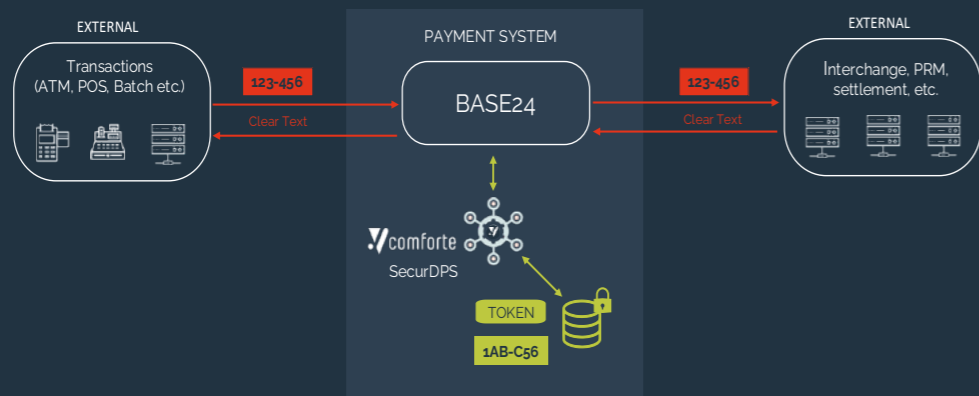 EXTERNAL
Transactions
(ATM, POS, Batch etc.)
123-456
Clear Text
PAYMENT SYSTEM
BASE24
123-456
Clear Text
EXTERNAL
Interchange, PRM,
settlement, etc.
comforte
SecurDPS
TOKEN
1AB-C56